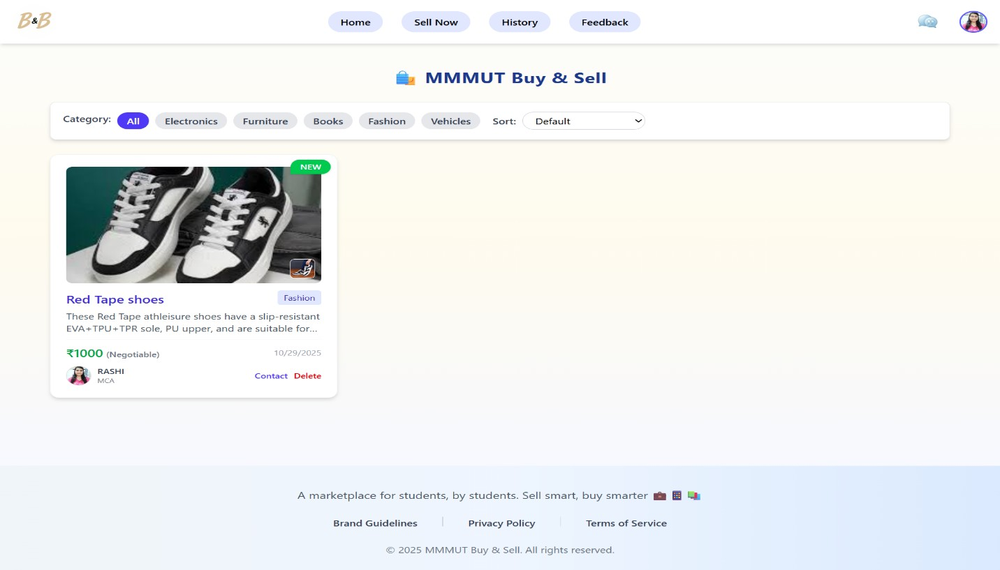 B&B
Home
Sell Now
History
Feedback
MMMUT Buy & Sell
Category:
All
Electronics
Furniture
Books
Fashion
Vehicles
Sort:
Default
NEW
Red Tape shoes
Fashion
These Red Tape athleisure shoes have a slip-resistant
EVA+TPU+TPR sole, PU upper, and are suitable for...
₹1000 (Negotiable)
10/29/2025
RASHI
MCA
Contact
Delete
A marketplace for students, by students. Sell smart, buy smarter
Brand Guidelines
Privacy Policy
Terms of Service
© 2025 MMMUT Buy & Sell. All rights reserved.